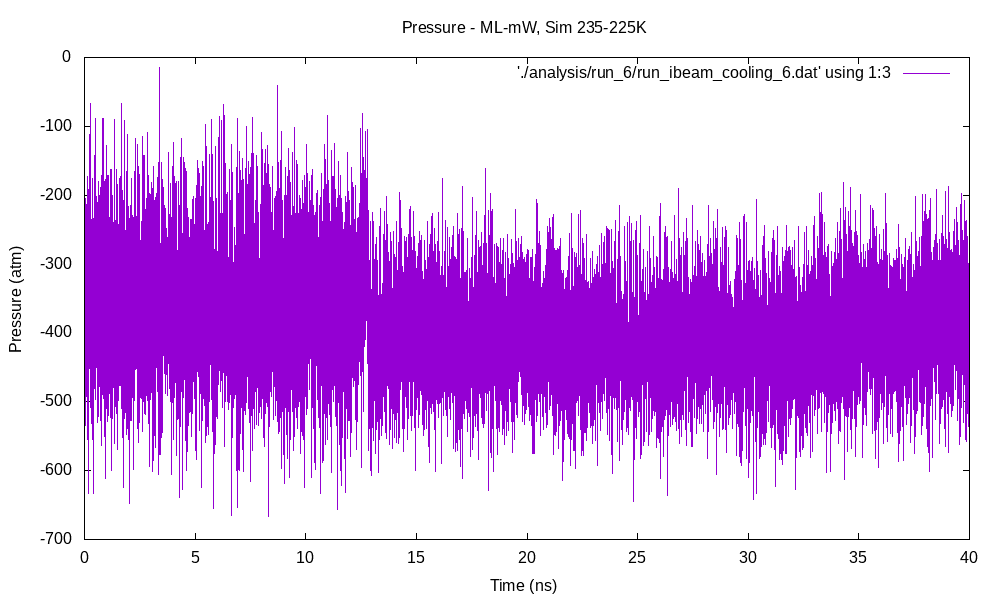 Pressure - ML-mW, Sim 235-225K
'./analysis/run_6/run_ibeam_cooling_6.dat' using 1:3
0
-100
-200
-300
-400
-500
-600
-700
Pressure (atm)
0 5 10 15 20 25 30 35 40
Time (ns)